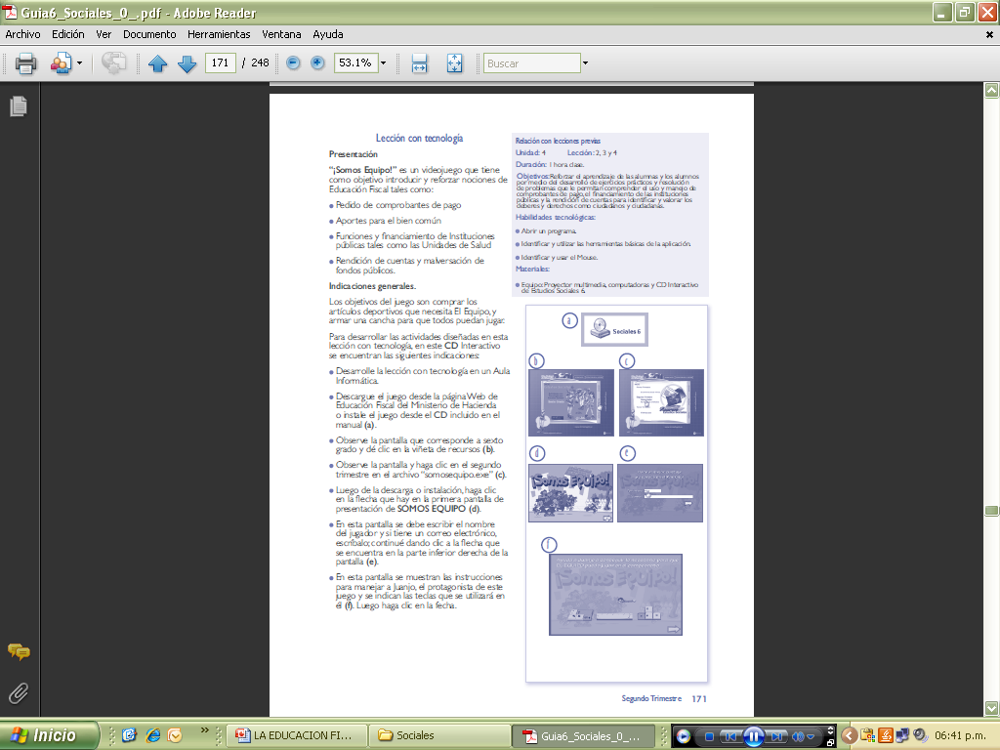 Guia6_Sociales_0_.pdf - Adobe Reader
Archivo Edición Ver Documento Herramientas Ventana Ayuda
171 / 248 53.1% Buscar
Lección con tecnología
Presentación
"¡Somos Equipo!" es un videojuego que tiene
como objetivo introducir y reforzar nociones de
Educación Fiscal tales como:
Pedido de comprobantes de pago
Aportes para el bien común
Funciones y financiamiento de Instituciones
públicas tales como las Unidades de Salud
Rendición de cuentas y malversación de
fondos públicos.
Indicaciones generales.
Los objetivos del juego son comprar los
artículos deportivos que necesita El Equipo, y
armar una cancha para que todos puedan jugar.
Para desarrollar las actividades diseñadas en esta
lección con tecnología, en este CD Interactivo
se encuentran las siguientes indicaciones:
Desarrolle la lección con tecnología en un Aula
Informática.
Descargue el juego desde la página Web de
Educación Fiscal del Ministerio de Hacienda
o instale el juego desde el CD incluido en el
manual (a).
Observe la pantalla que corresponde a sexto
grado y dé clic en la viñeta de recursos (b).
Observe la pantalla y haga clic en el segundo
trimestre en el archivo "somosequipo.exe" (c).
Luego de la descarga o instalación, haga clic
en la flecha que hay en la primera pantalla de
presentación de SOMOS EQUIPO (d).
En esta pantalla se debe escribir el nombre
del jugador y si tiene un correo electrónico,
escríbalo; continué dando clic a la flecha que
se encuentra en la parte inferior derecha de la
pantalla (e).
En esta pantalla se muestran las instrucciones
para manejar a Juanjo, el protagonista de este
juego y se indican las teclas que se utilizará en
él (f). Luego haga clic en la fecha.
Relación con lecciones previas
Unidad: 4 Lección: 2, 3 y 4
Duración: 1 hora clase.
Objetivos: Reforzar el aprendizaje de las alumnas y los alumnos
por medio del desarrollo de ejercicios prácticos y resolución
de problemas que le permitan comprender el uso y manejo de
comprobantes de pago, el financiamiento de las instituciones
públicas y la rendición de cuentas para identificar y valorar los
deberes y derechos como ciudadanos y ciudadanas.
Habilidades tecnológicas:
Abrir un programa.
Identificar y utilizar las herramientas básicas de la aplicación.
Identificar y usar el Mouse.
Materiales:
Equipo: Proyector multimedia, computadoras y CD Interactivo
de Estudios Sociales 6.
a
Sociales 6
b c
d e
¡Somos EQUIPO! ¡Somos EQUIPO!
f
¡Somos EQUIPO!
Segundo Trimestre 171
Inicio LA EDUCACION FI... Sociales Guia6_Sociales_0_... 06:41 p.m.